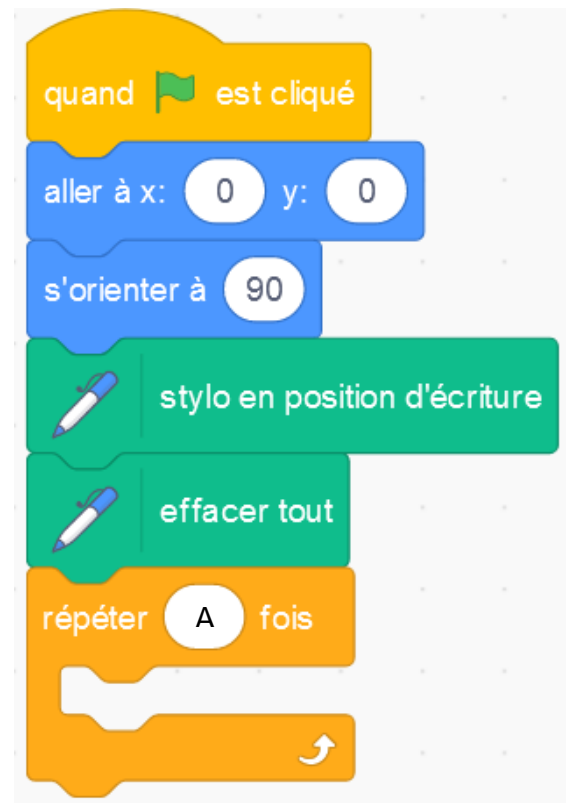 quand est cliqué
aller à x: 0 y: 0
s'orienter à 90
stylo en position d'écriture
effacer tout
répéter A fois